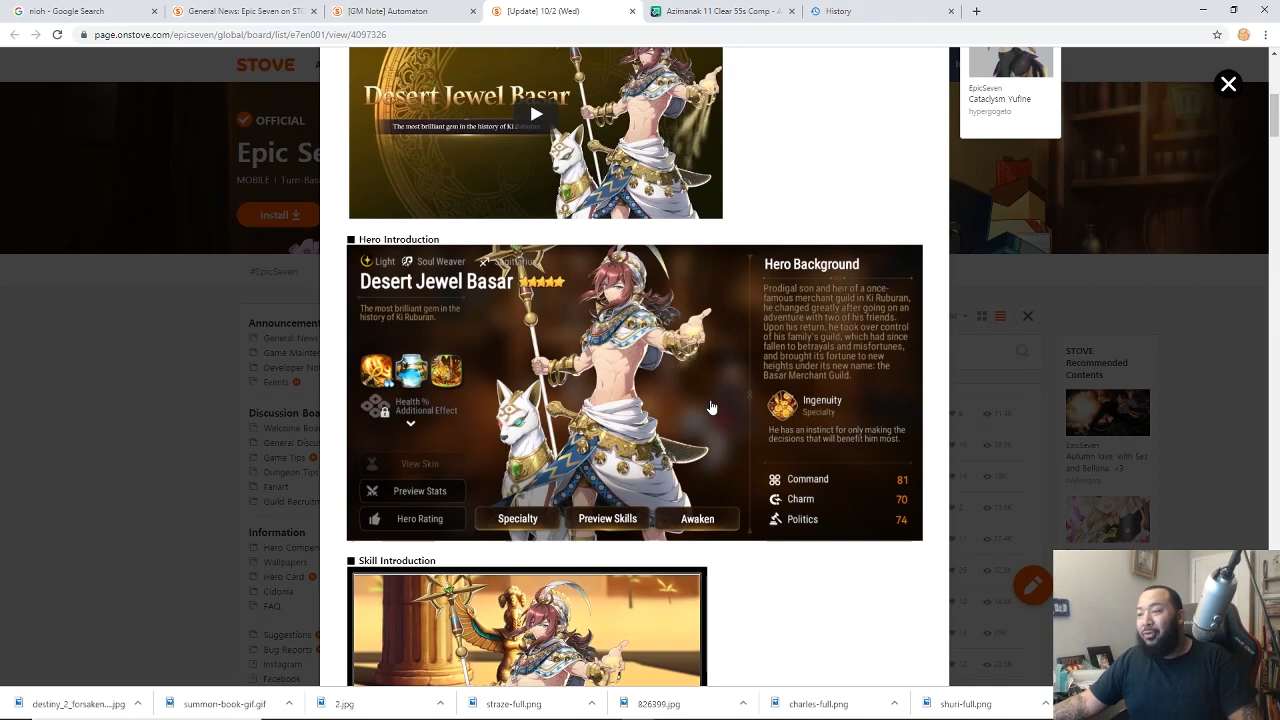 nioh - Google Search
General News: Epic Seven on STO
[Update] 10/2 (Wed)
Azimanak 11 Clear 55s Comp - A
History
page.onstove.com/epicseven/global/board/list/e7en001/view/4097326
STOVE
OFFICIAL
Epic Se
MOBILE | Turn-Bas
Install
#EpicSeven
Announcement
General News
Game Mainten
Developer Not
Events
Discussion Boa
Welcome Gree
General Discu
Game Tips
Dungeon Tips
Fanart
Guild Recruitm
Information
Hero Compen
Wallpapers
Hero Card
Cidonia
FAQ
Suggestions
Bug Reports
Instagram
Facebook
Desert Jewel Basar
The most brilliant gem in the history of Ki Ruburan.
■ Hero Introduction
Light Soul Weaver Sagittarius
Desert Jewel Basar
The most brilliant gem in the
history of Ki Ruburan.
Health %
Additional Effect
View Skin
Preview Stats
Hero Rating
Specialty
Preview Skills
Awaken
Hero Background
Prodigal son and heir of a once-
famous merchant guild in Ki Ruburan,
he changed greatly after going on an
adventure with two of his friends.
Upon his return, he took over control
of his family's guild, which had since
fallen to betrayals and misfortunes,
and brought its fortune to new
heights under its new name: the
Basar Merchant Guild.
Ingenuity
Specialty
He has an instinct for only making the
decisions that will benefit him most.
Command 81
Charm 70
Politics 74
■ Skill Introduction
EpicSeven
Cataclysm Yufine
hypergogeto
STOVE
Recommended
Contents
EpicSeven
Autumn love, with Sez
and Bellona. <3
11.4K
destiny_2_forsaken....jpg
summon-book-gif.gif
2.jpg
straze-full.png
826399.jpg
charles-full.png
shuri-full.png